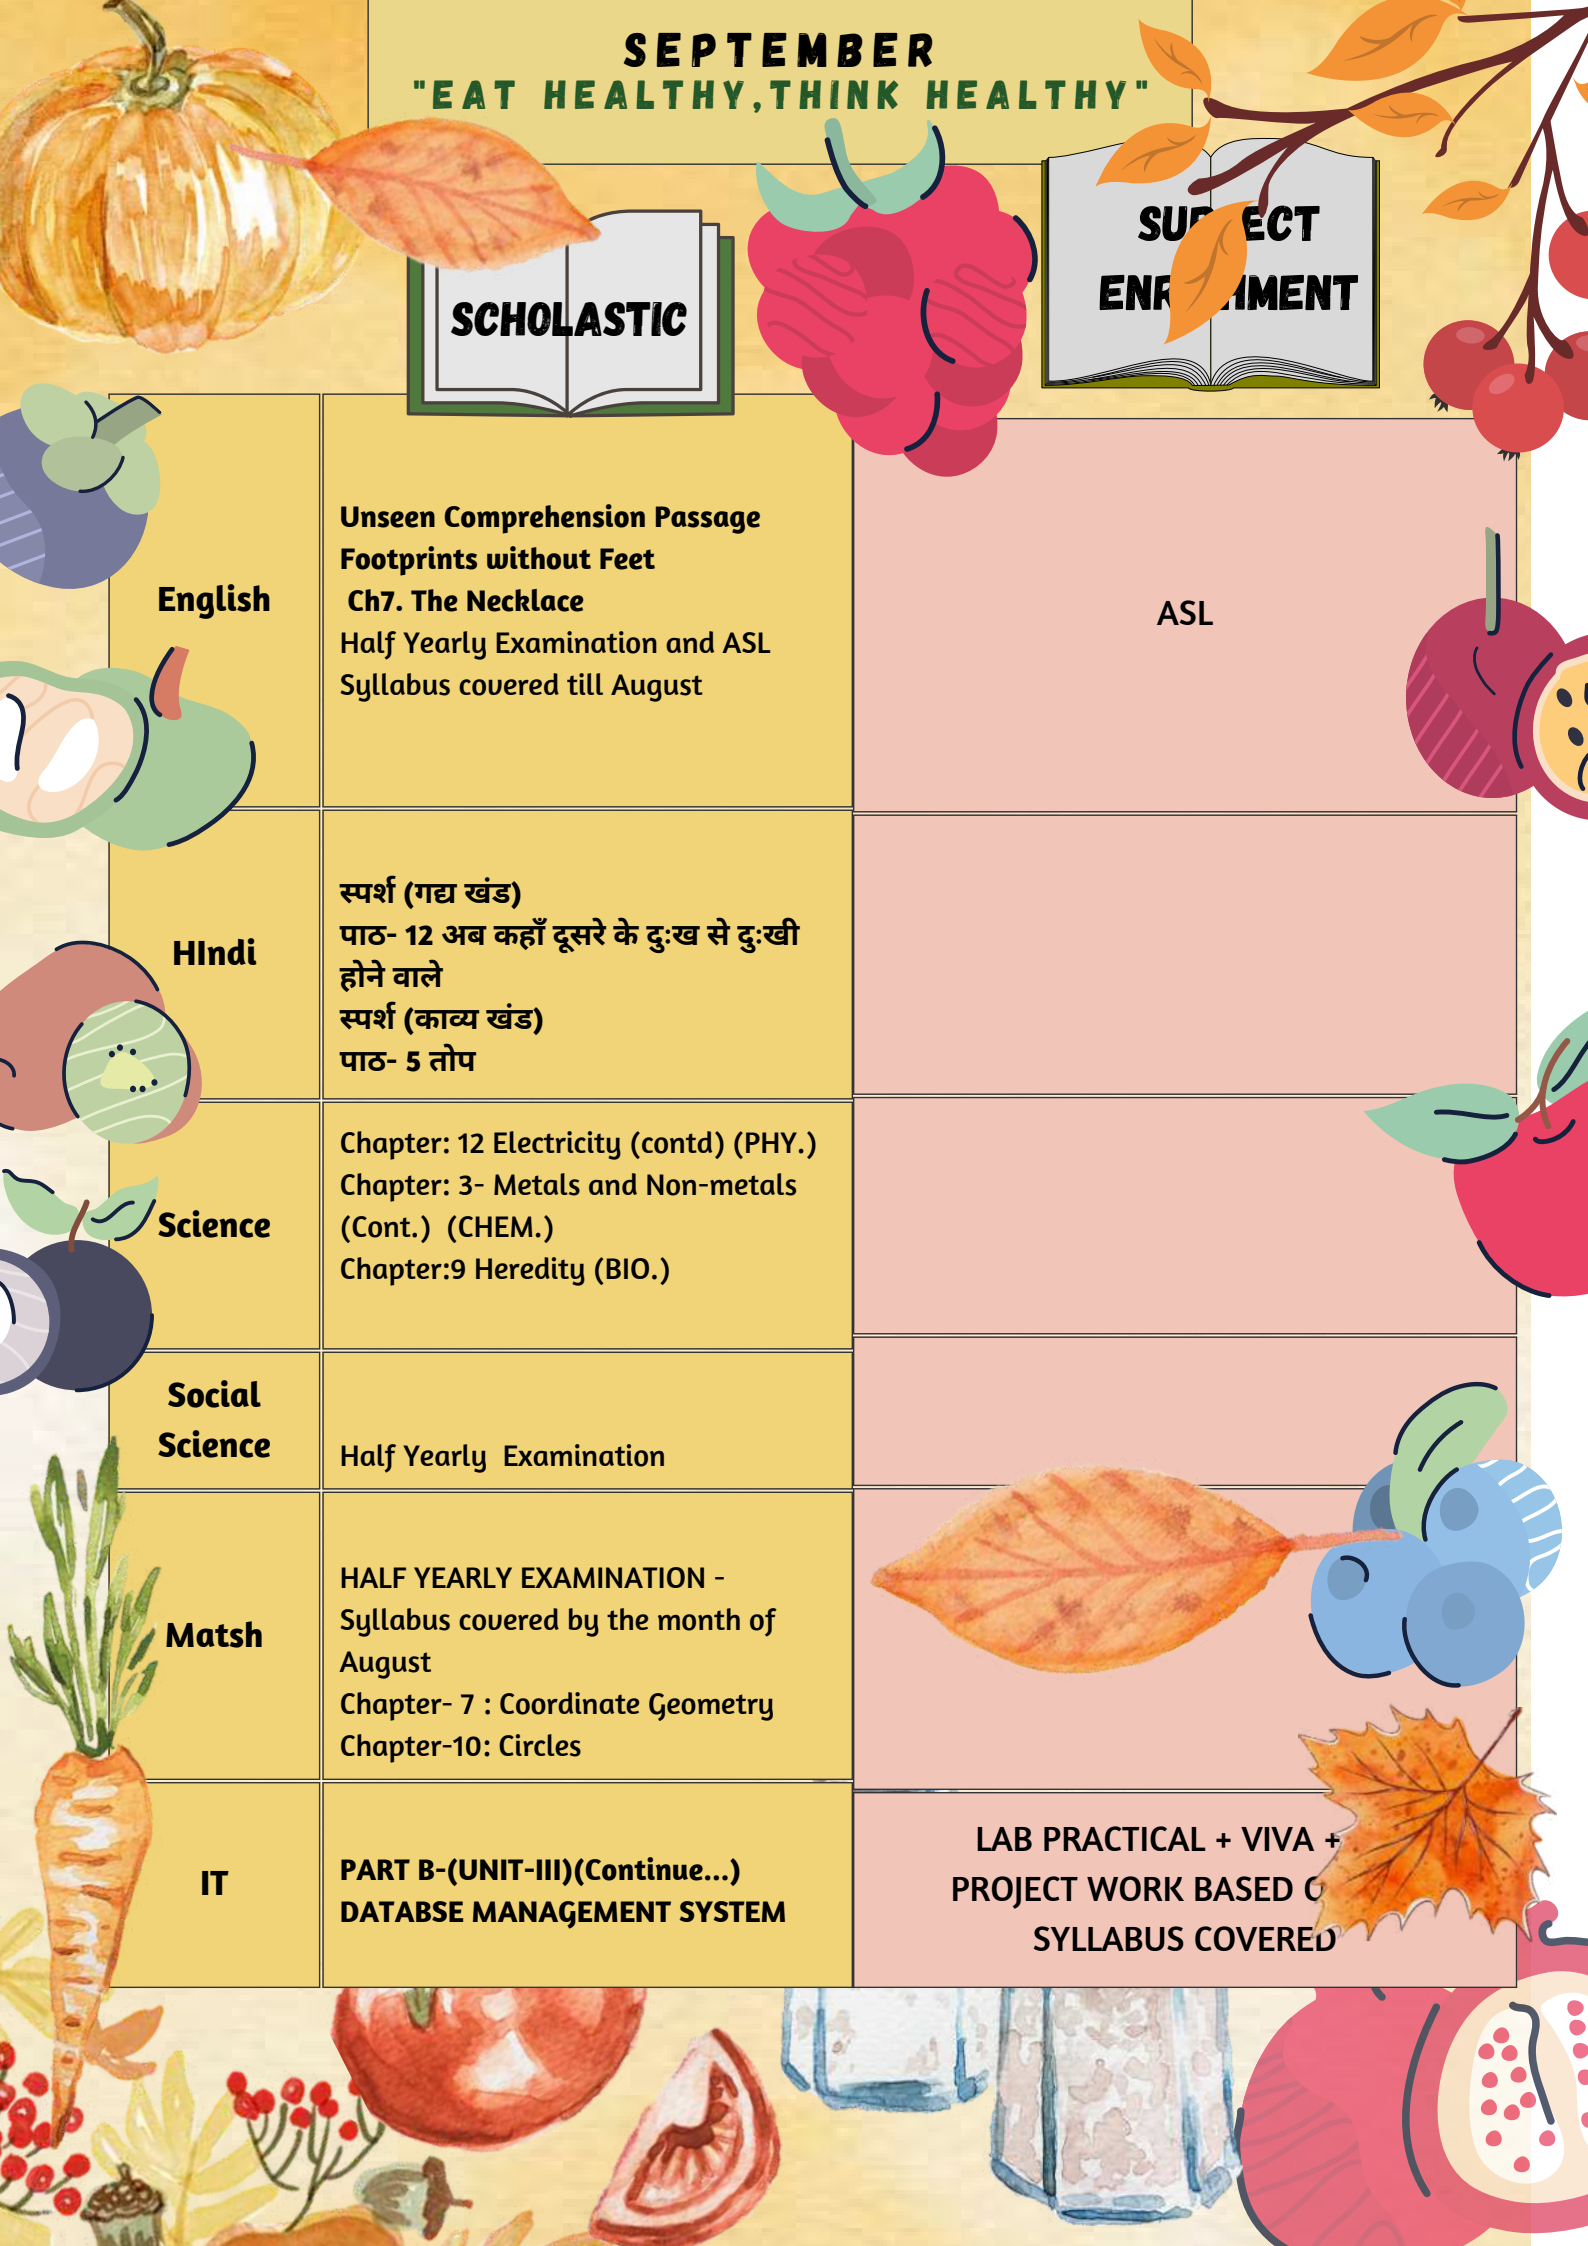 SEPTEMBER
"EAT HEALTHY,THINK HEALTHY"
SCHOLASTIC
English
Unseen Comprehension Passage
Footprints without Feet
Ch7. The Necklace
Half Yearly Examination and ASL
Syllabus covered till August
ASL
HIndi
स्पर्श (गद्य खंड)
पाठ- 12 अब कहाँ दूसरे के दुःख से दुःखी
होने वाले
स्पर्श (काव्य खंड)
पाठ- 5 तोप
Science
Chapter: 12 Electricity (contd) (PHY.)
Chapter: 3- Metals and Non-metals
(Cont.) (CHEM.)
Chapter:9 Heredity (BIO.)
Social
Science
Half Yearly Examination
Matsh
HALF YEARLY EXAMINATION -
Syllabus covered by the month of
August
Chapter- 7 : Coordinate Geometry
Chapter-10: Circles
IT
PART B-(UNIT-III)(Continue...)
DATABSE MANAGEMENT SYSTEM
LAB PRACTICAL + VIVA +
PROJECT WORK BASED
SYLLABUS COVERED